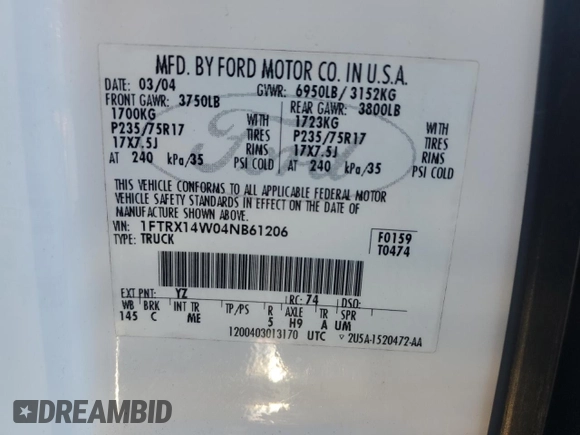 MFD. BY FORD MOTOR CO. IN U.S.A.
DATE: 03/04 GVWR: 6950LB/ 3152KG
FRONT GAWR: 3750LB REAR GAWR: 3800LB
1700KG WITH 1723KG WITH
P235/75R17 TIRES P235/75R17 TIRES
17X7.5J RIMS 17X7.5J RIMS
AT 240 kPa/35 PSI COLD AT 240 kPa/35 PSI COLD
Ford
THIS VEHICLE CONFORMS TO ALL APPLICABLE FEDERAL MOTOR
VEHICLE SAFETY STANDARDS IN EFFECT ON THE DATE OF
MANUFACTURE SHOWN ABOVE.
VIN: 1FTRX14W04NB61206
TYPE: TRUCK
F0159
T0474
EXT PNT: YZ RC: 74 DSO:
WB BRK INT TR TP/PS R AXLE TR SPR
145 C ME 5 H9 A UM
1200403013170 UTC ▽ 2U5A-1520472-AA
DREAMBID